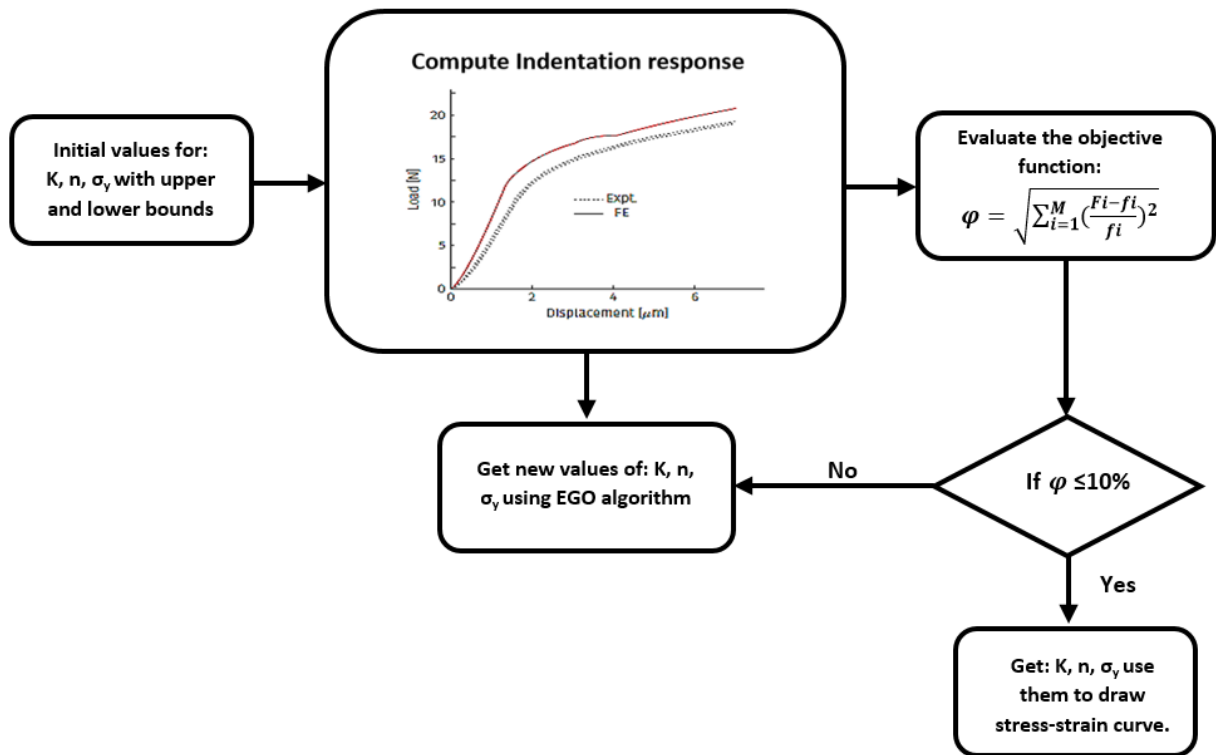 Compute Indentation response
20
15
10
5
0
Load [N]
Expt.
FE
0 2 4 6
Displacement [μm]
Initial values for:
K, n, σy with upper
and lower bounds
Evaluate the objective
function:
φ = √∑ᴹᵢ₌₁(Fi−fi/fi)²
Get new values of: K, n,
σy using EGO algorithm
No
If φ ≤10%
Yes
Get: K, n, σy use
them to draw
stress-strain curve.